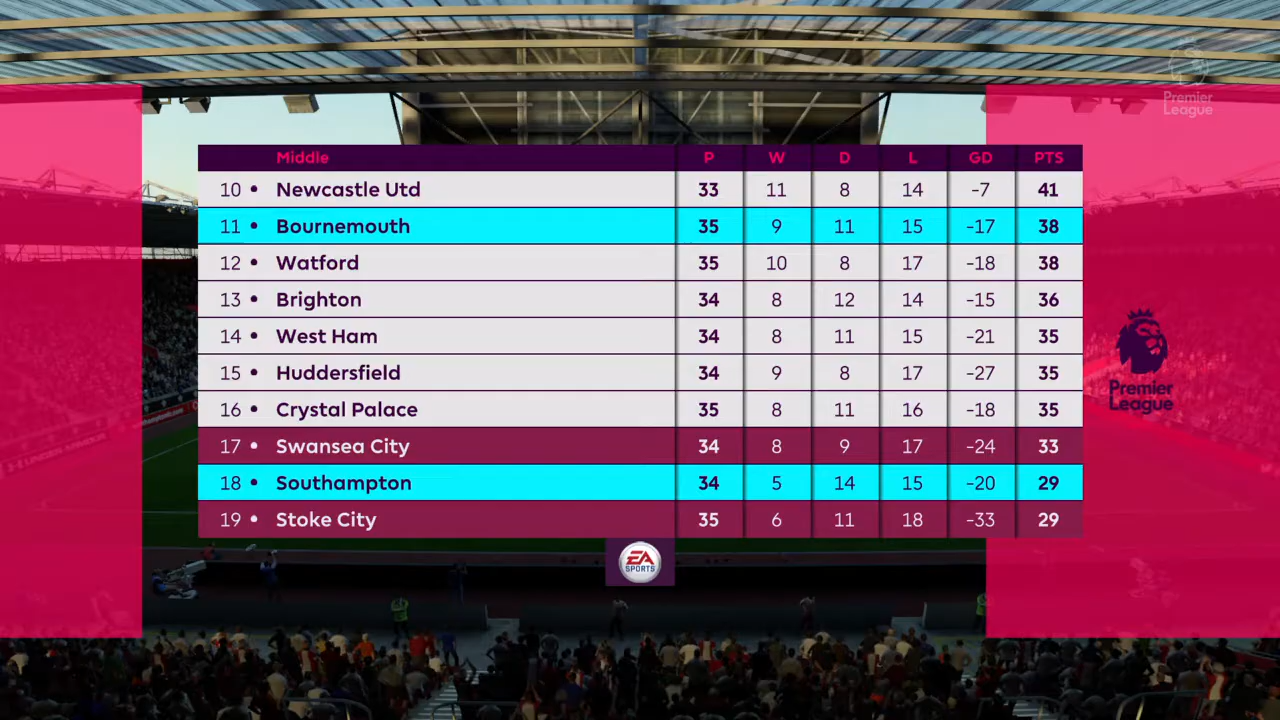 Premier
League
Middle P W D L GD PTS
10 • Newcastle Utd 33 11 8 14 -7 41
11 • Bournemouth 35 9 11 15 -17 38
12 • Watford 35 10 8 17 -18 38
13 • Brighton 34 8 12 14 -15 36
14 • West Ham 34 8 11 15 -21 35
15 • Huddersfield 34 9 8 17 -27 35
16 • Crystal Palace 35 8 11 16 -18 35
17 • Swansea City 34 8 9 17 -24 33
18 • Southampton 34 5 14 15 -20 29
19 • Stoke City 35 6 11 18 -33 29
Premier
League
EA
SPORTS